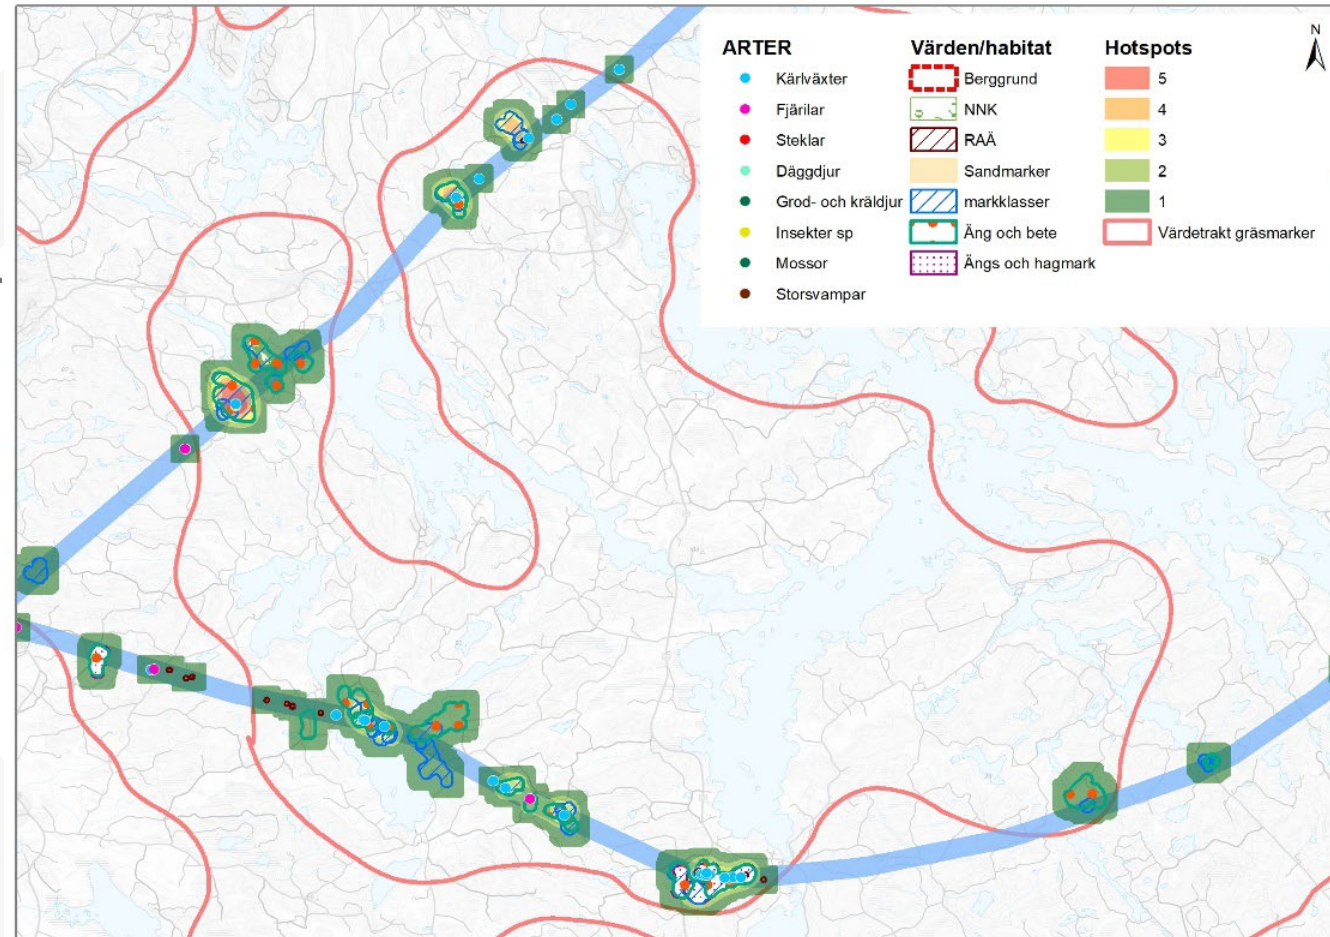 N
ARTER
Kärlväxter
Fjärilar
Steklar
Däggdjur
Grod- och kräldjur
Insekter sp
Mossor
Storsvampar
Värden/habitat
Berggrund
NNK
RAÄ
Sandmarker
markklasser
Äng och bete
Ängs och hagmark
Hotspots
5
4
3
2
1
Värdetrakt gräsmarker